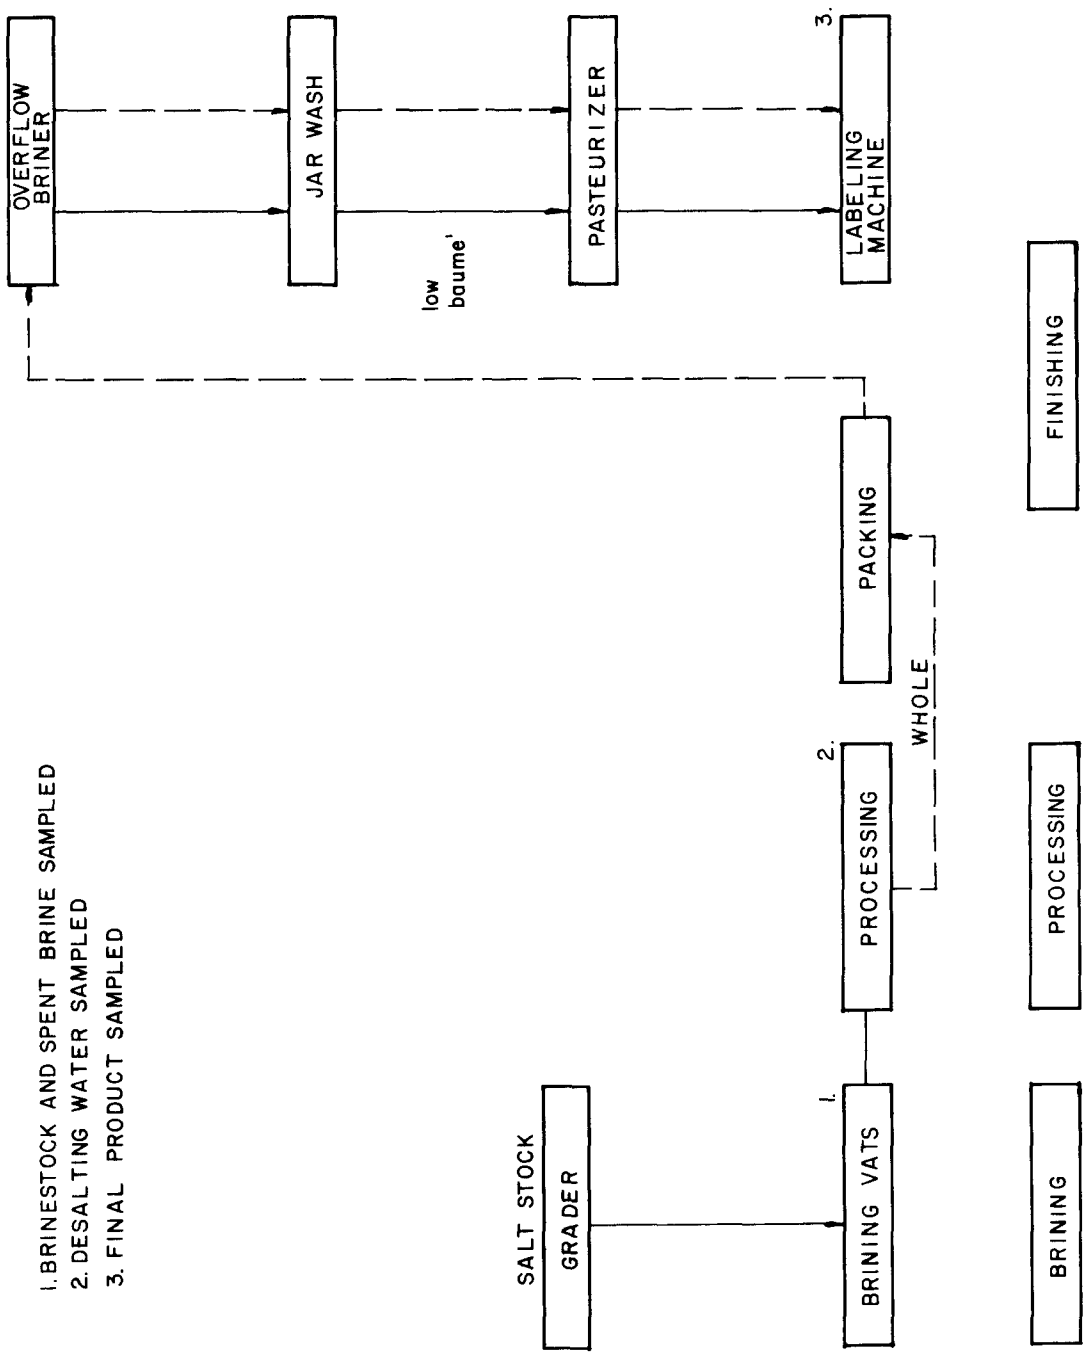 1. BRINESTOCK AND SPENT BRINE SAMPLED
2. DESALTING WATER SAMPLED
3. FINAL PRODUCT SAMPLED
SALT STOCK
GRADER
BRINING VATS
1.
PROCESSING
2.
WHOLE
PACKING
OVERFLOW
BRINER
JAR WASH
low
baume'
PASTEURIZER
LABELING
MACHINE
3.
BRINING
PROCESSING
FINISHING